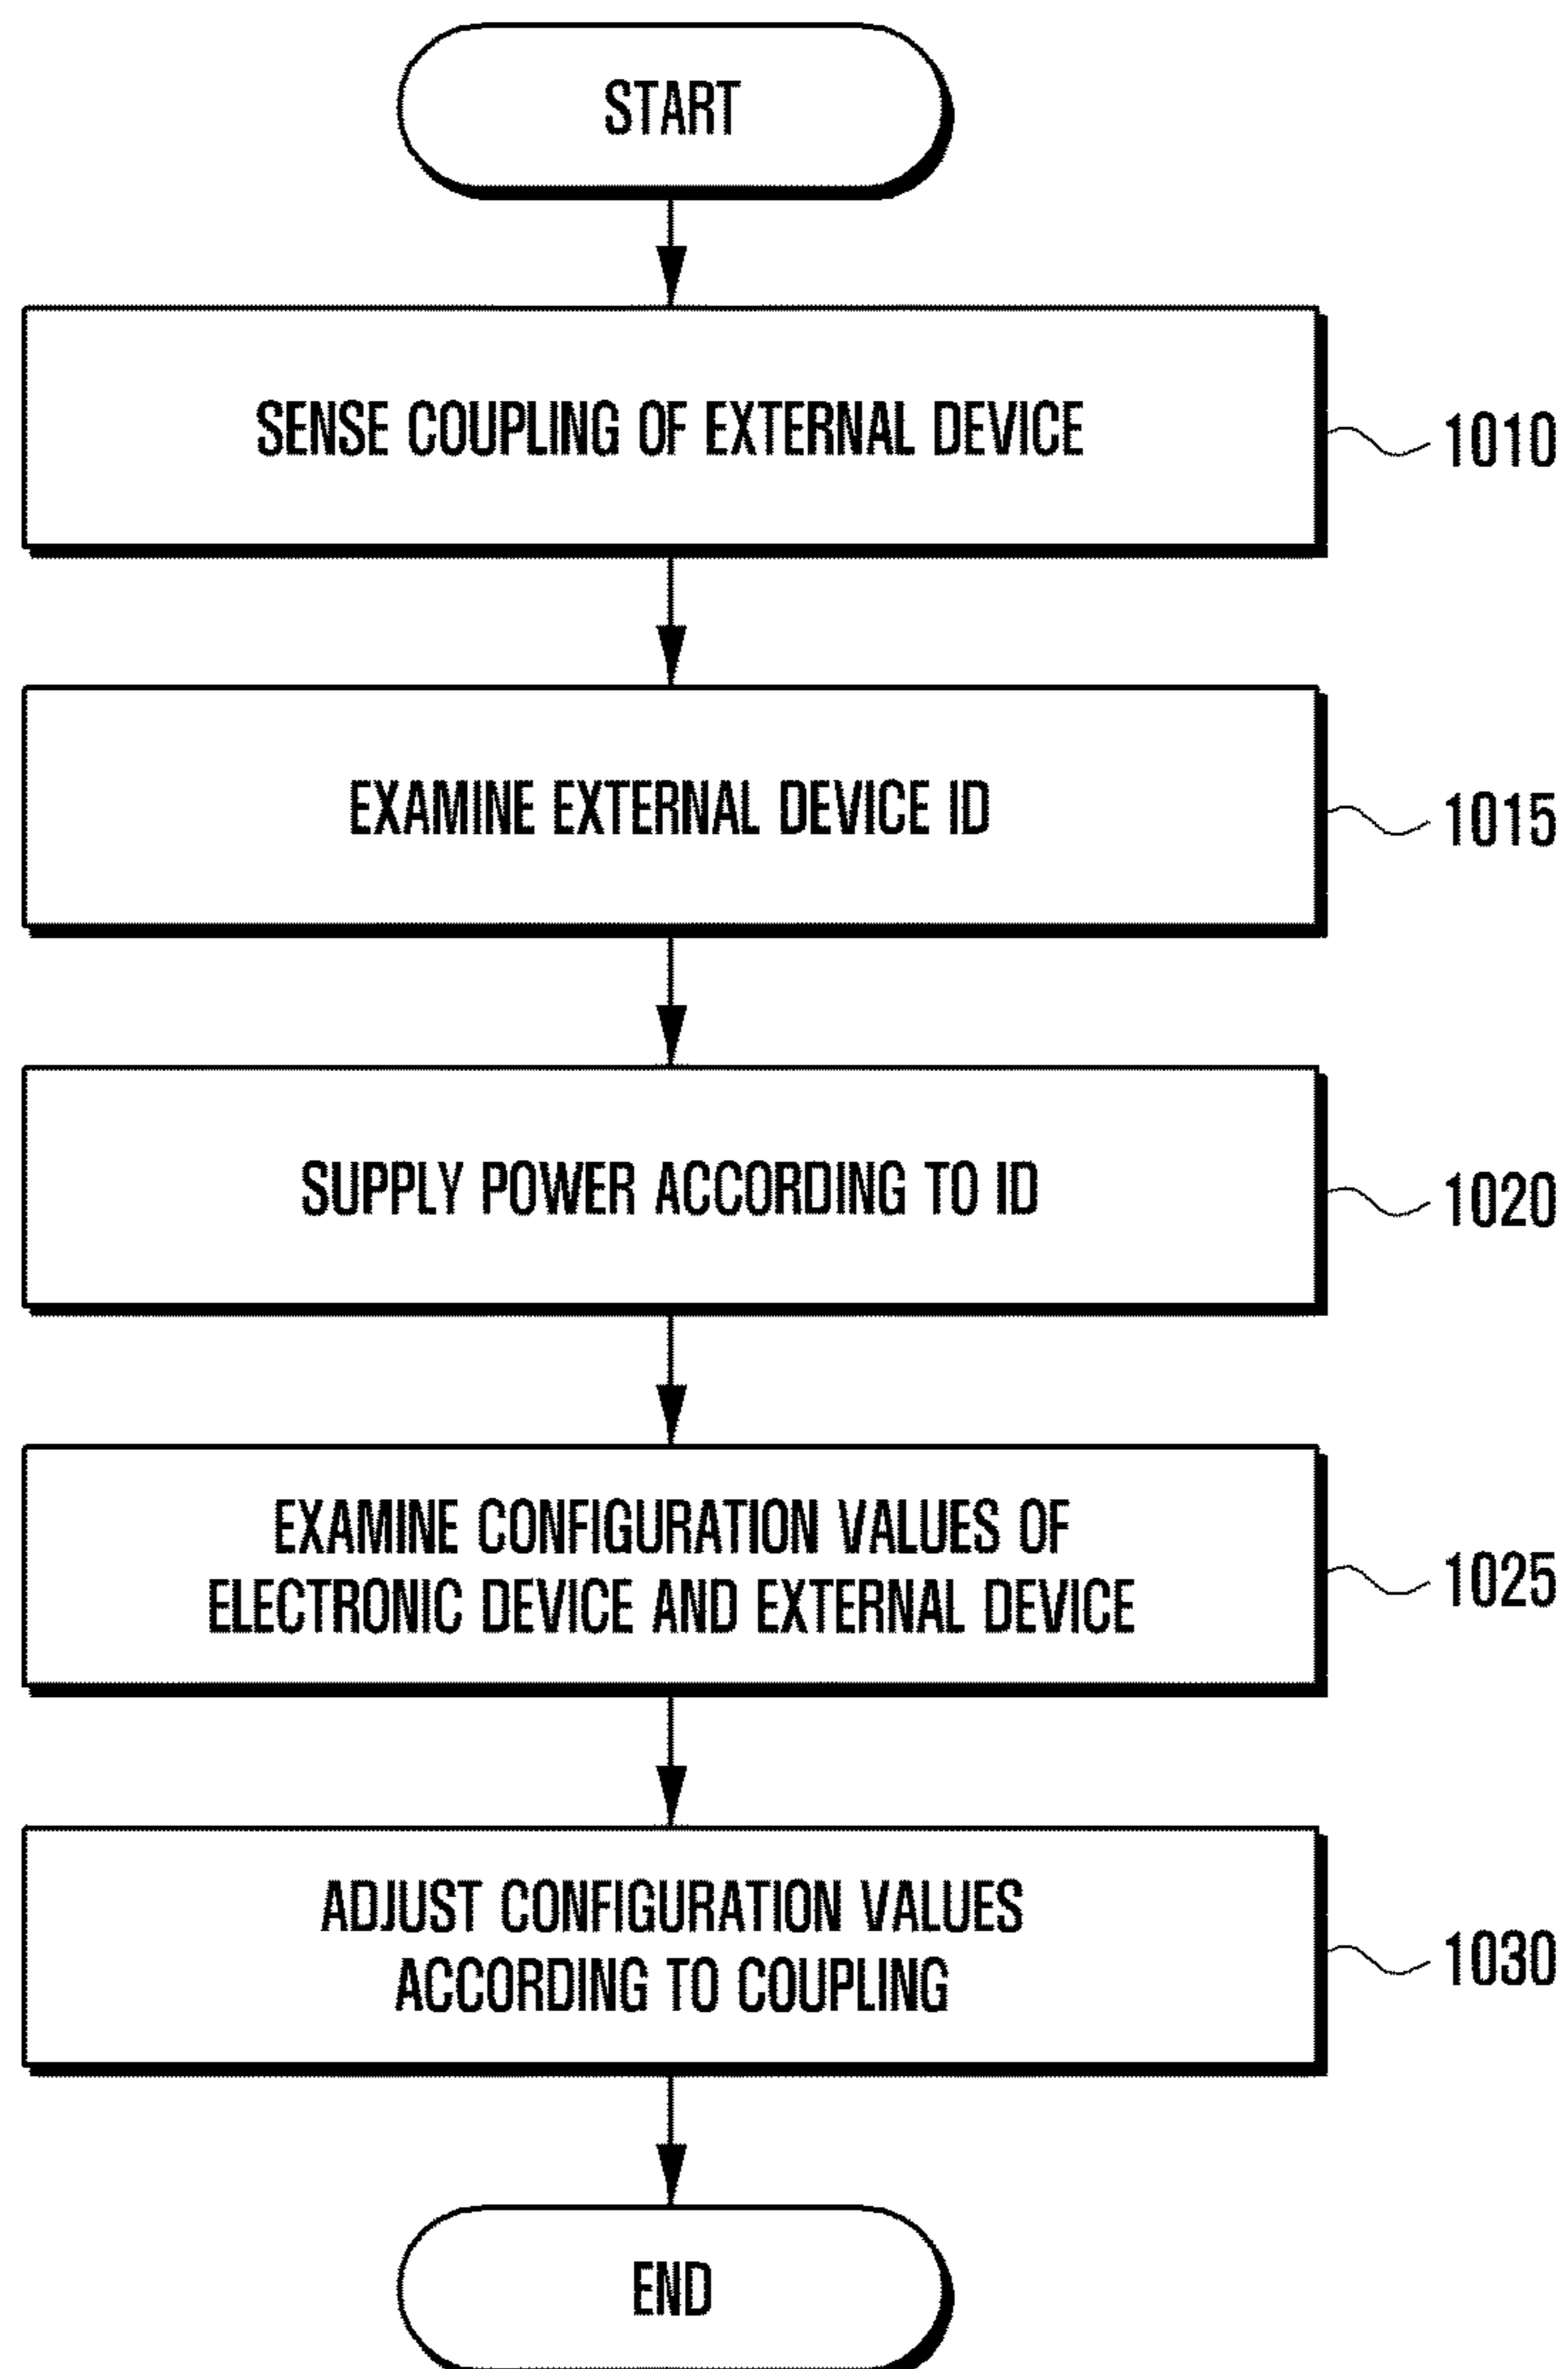 START
SENSE COUPLING OF EXTERNAL DEVICE
1010
EXAMINE EXTERNAL DEVICE ID
1015
SUPPLY POWER ACCORDING TO ID
1020
EXAMINE CONFIGURATION VALUES OF
ELECTRONIC DEVICE AND EXTERNAL DEVICE
1025
ADJUST CONFIGURATION VALUES
ACCORDING TO COUPLING
1030
END